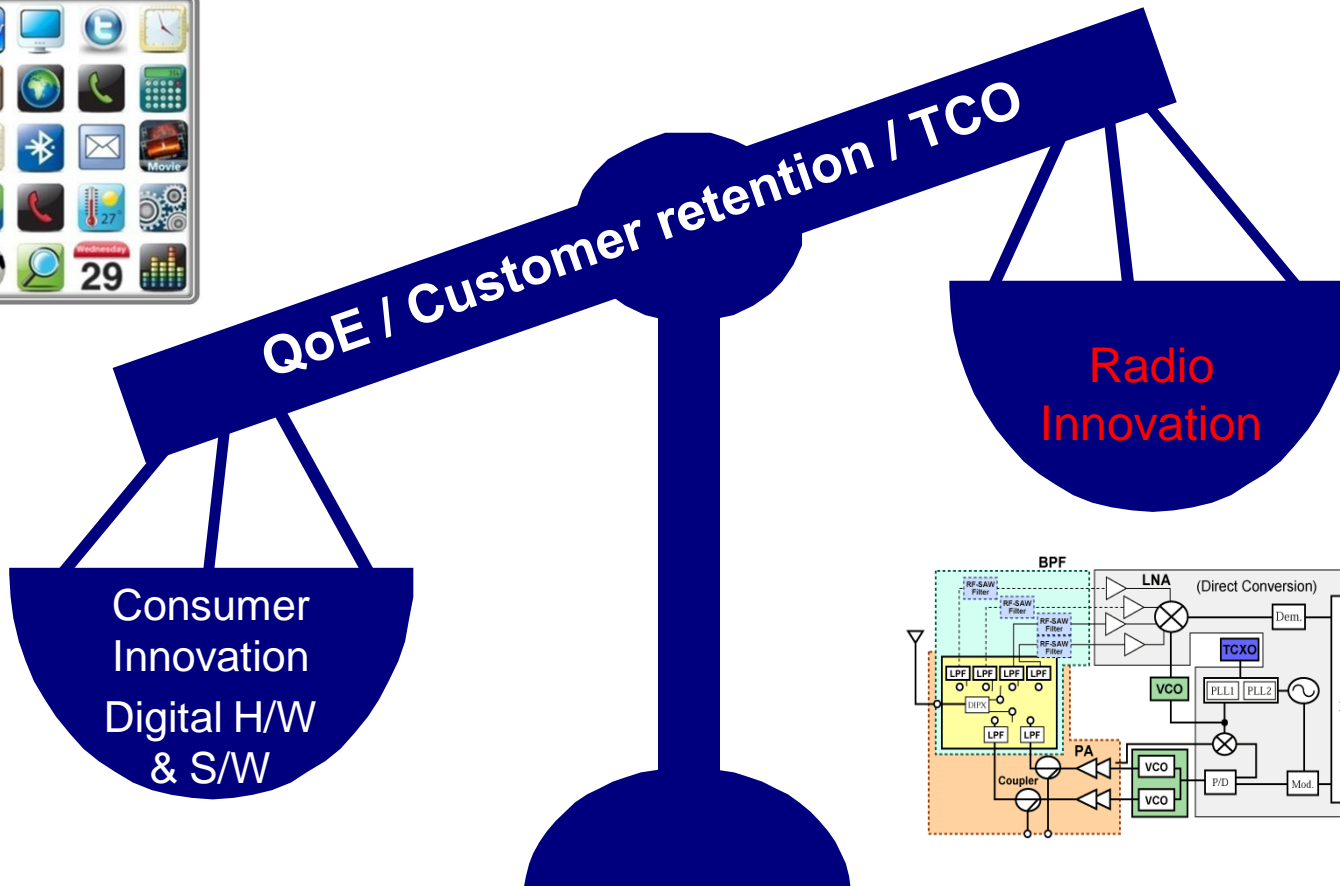 Movie
27°
Wednesday
29
QoE / Customer retention / TCO
Radio
Innovation
Consumer
Innovation
Digital H/W
& S/W
BPF
RF-SAW
Filter
RF-SAW
Filter
RF-SAW
Filter
RF-SAW
Filter
LNA
(Direct Conversion)
Dem.
TCXO
LPF LPF LPF LPF
VCO
PLL1 PLL2
DIPX
LPF LPF
PA
VCO
Coupler
P/D
Mod.
VCO